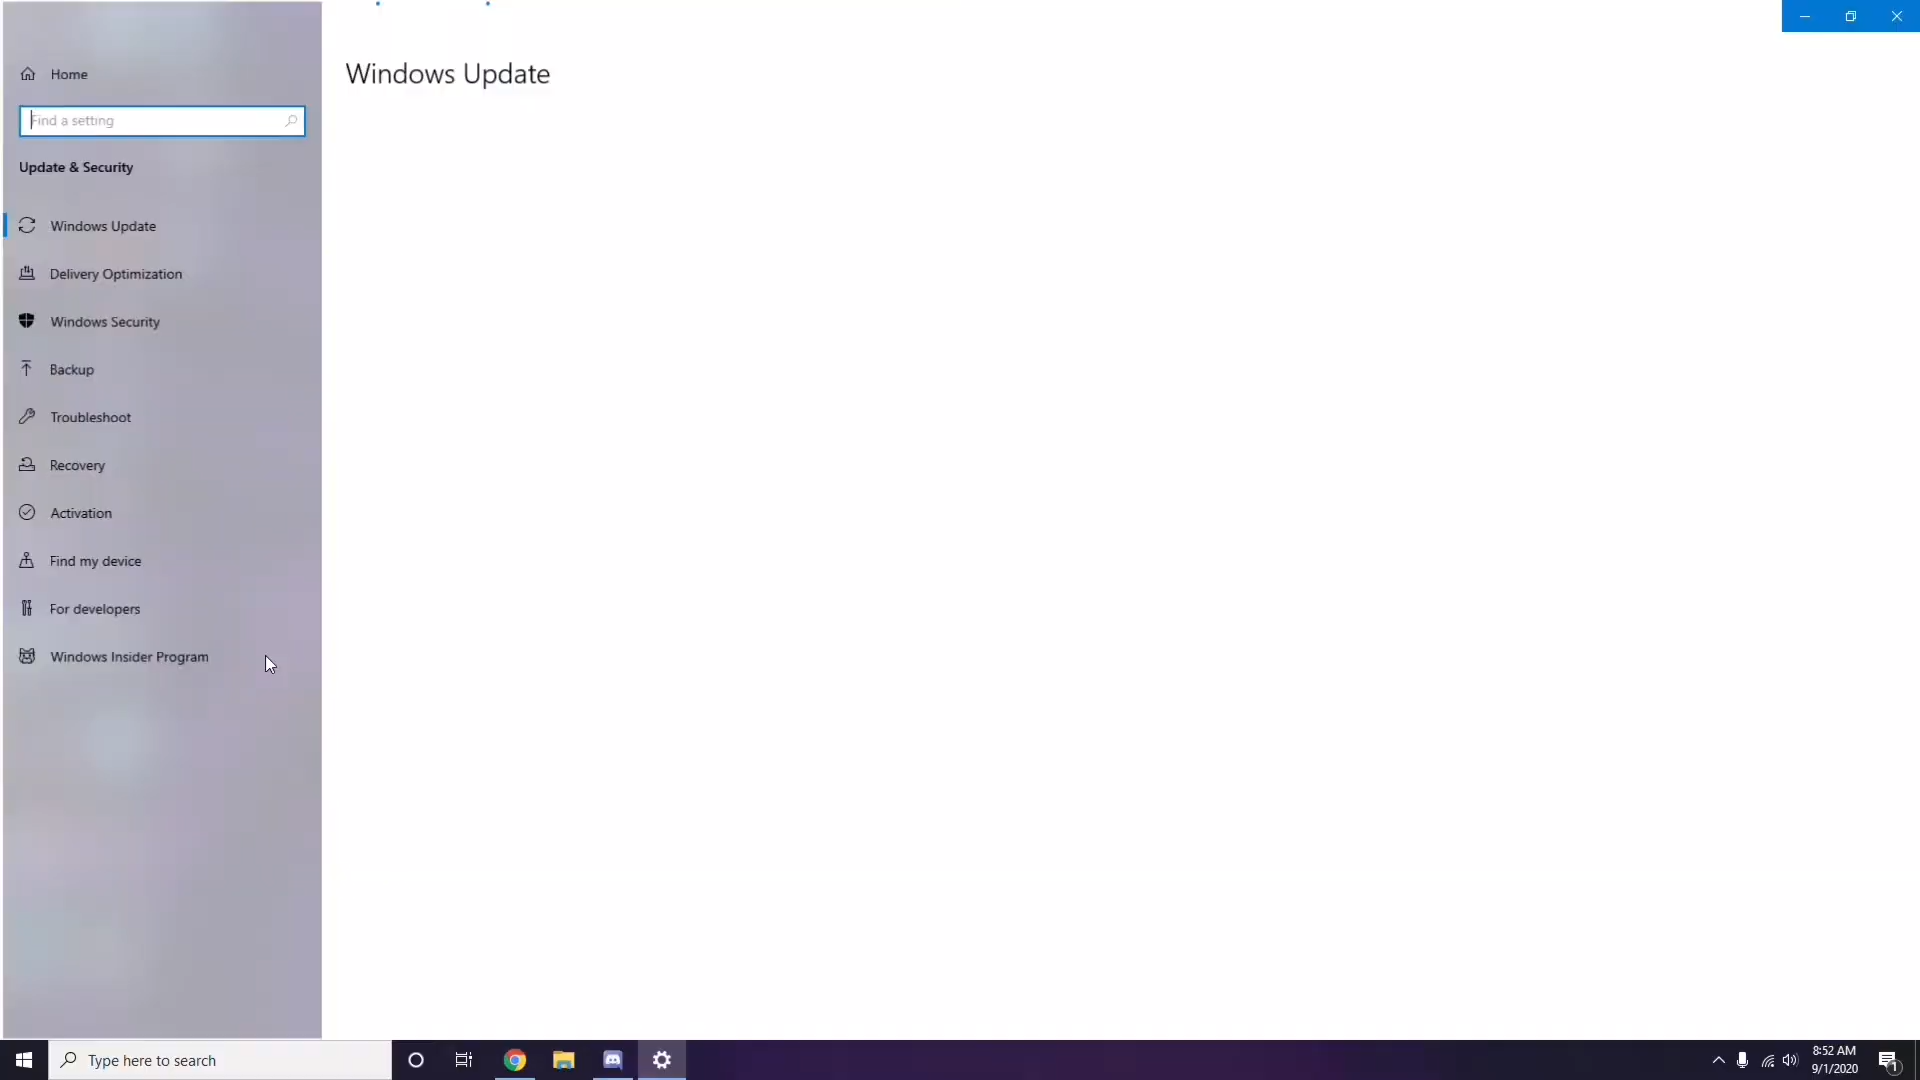 Home
Find a setting
Update & Security
Windows Update
Delivery Optimization
Windows Security
Backup
Troubleshoot
Recovery
Activation
Find my device
For developers
Windows Insider Program
Windows Update
Type here to search
8:52 AM
9/1/2020
1